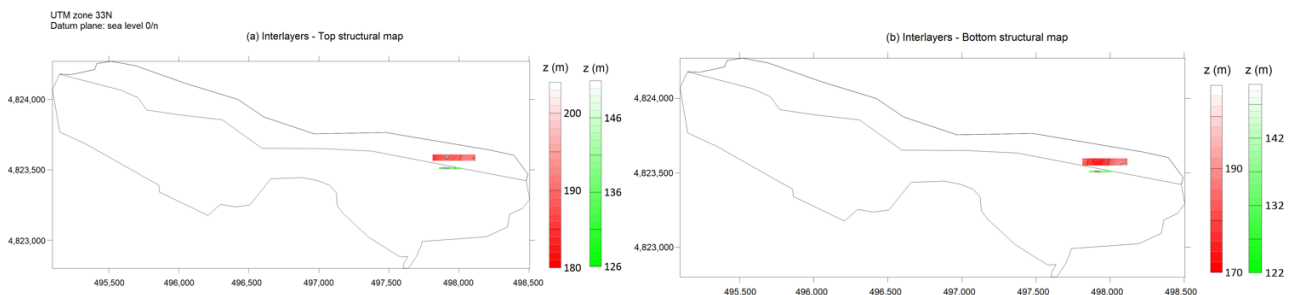 UTM zone 33N
Datum plane: sea level 0/n
(a) Interlayers - Top structural map
z (m) z (m)
4,824,000
4,823,500
4,823,000
200
190
180
146
136
126
495,500 496,000 496,500 497,000 497,500 498,000 498,500
(b) Interlayers - Bottom structural map
z (m) z (m)
4,824,000
4,823,500
4,823,000
190
170
142
132
122
495,500 496,000 496,500 497,000 497,500 498,000 498,500